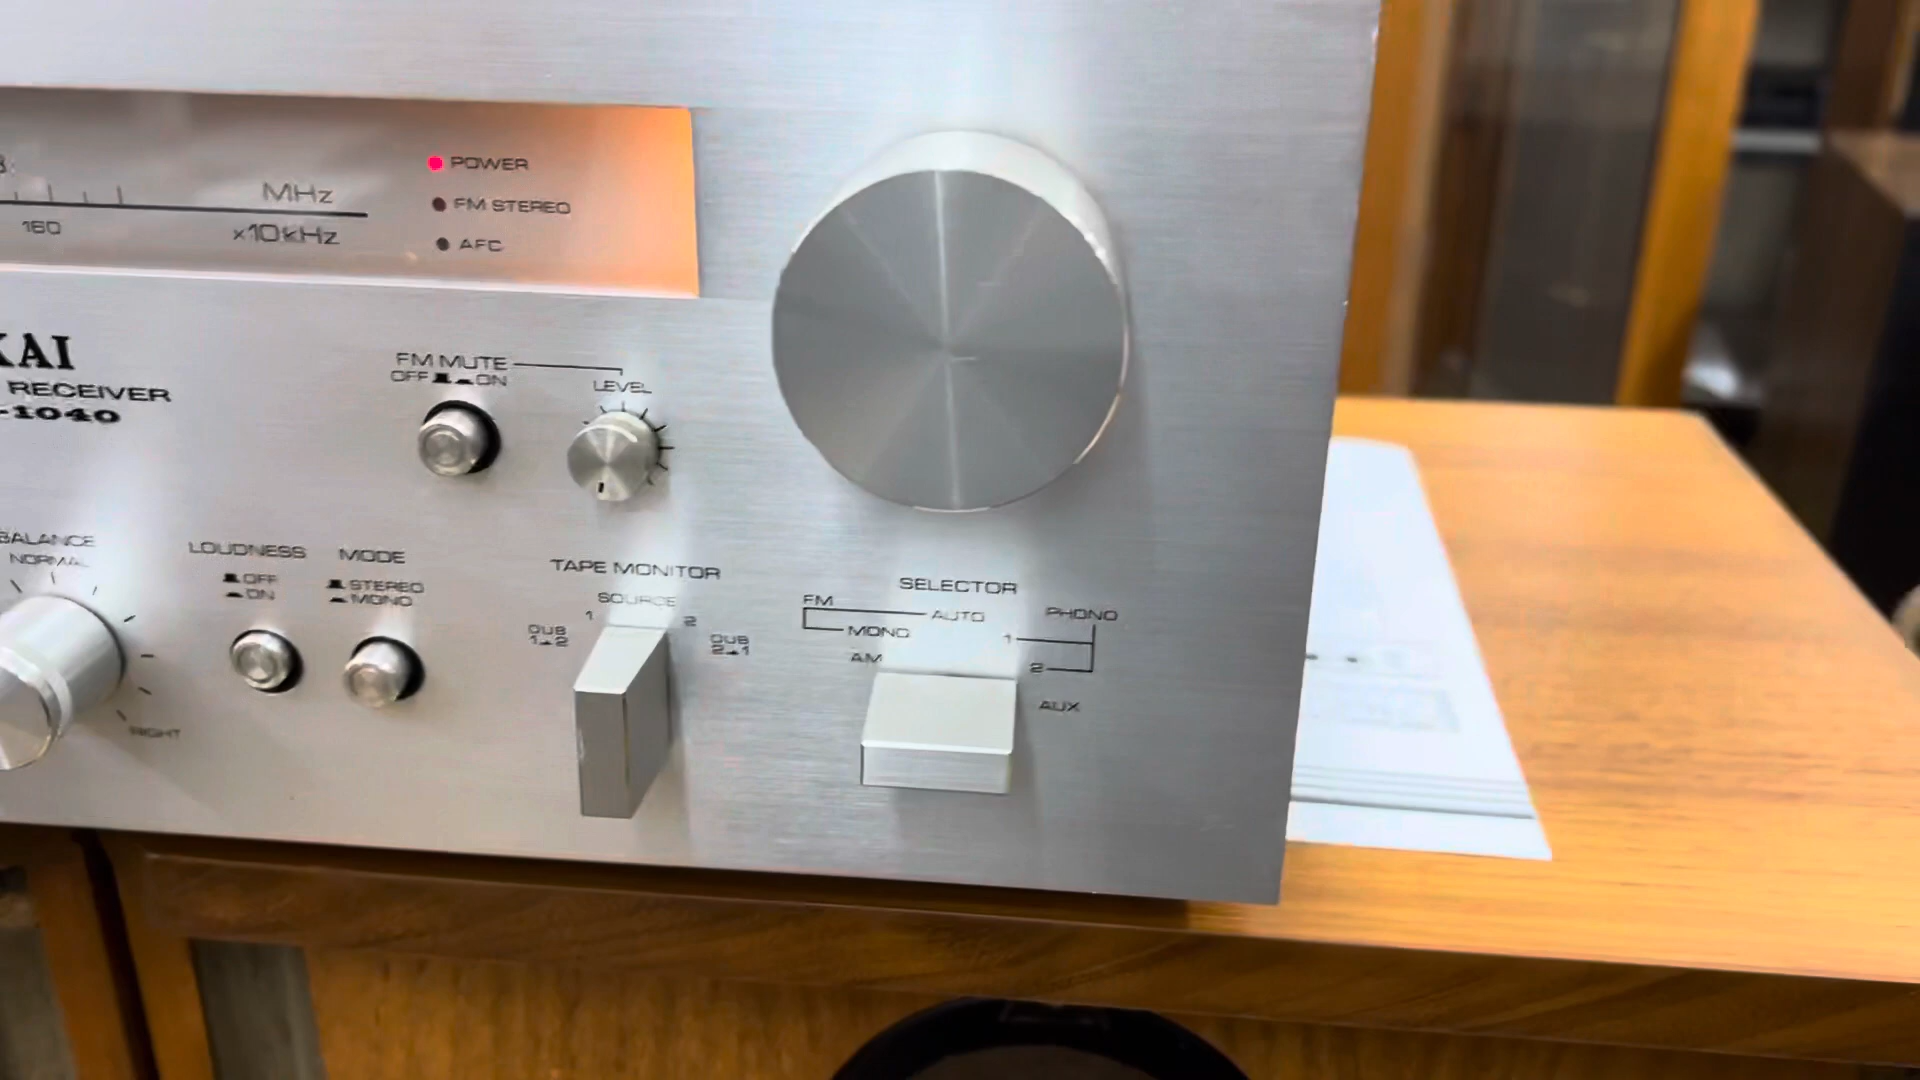 POWER
MHz
FM STEREO
160
x10kHz
AFC
KAI
RECEIVER
-1040
FM MUTE
OFF ON
LEVEL
BALANCE
NORMAL
RIGHT
LOUDNESS
OFF
ON
MODE
STEREO
MONO
TAPE MONITOR
SOURCE
1 2
DUB
1 2
DUB
2 1
SELECTOR
FM
AUTO
MONO
AM
PHONO
1
2
AUX